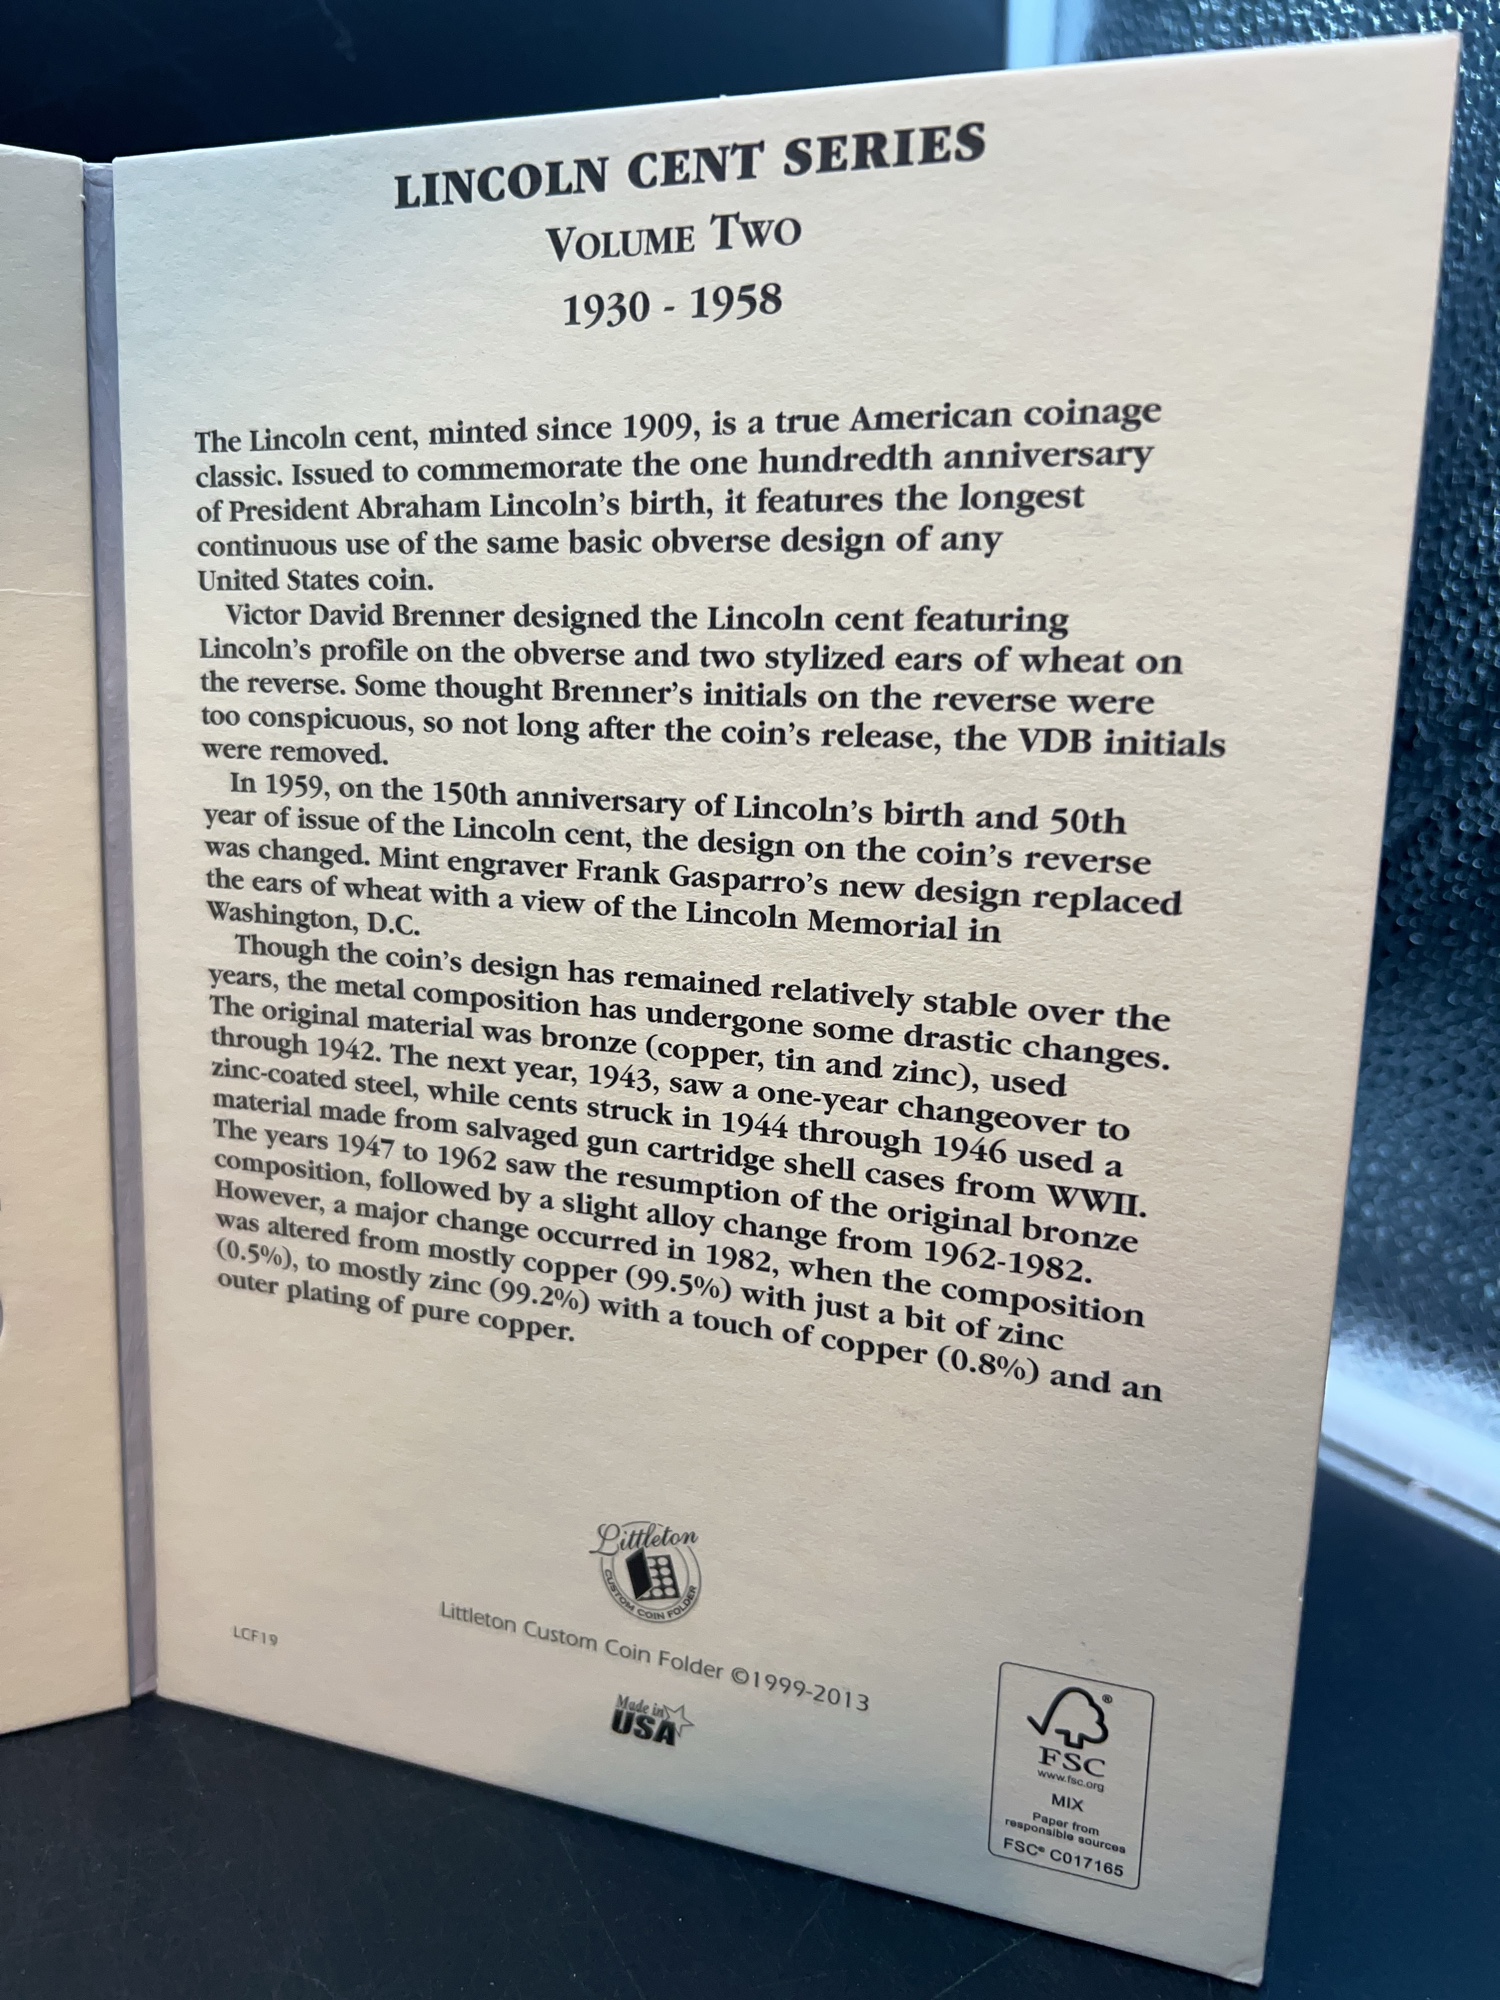 LINCOLN CENT SERIES
VOLUME TWO
1930 - 1958
The Lincoln cent, minted since 1909, is a true American coinage
classic. Issued to commemorate the one hundredth anniversary
of President Abraham Lincoln's birth, it features the longest
continuous use of the same basic obverse design of any
United States coin.
Victor David Brenner designed the Lincoln cent featuring
Lincoln's profile on the obverse and two stylized ears of wheat on
the reverse. Some thought Brenner's initials on the reverse were
too conspicuous, so not long after the coin's release, the VDB initials
were removed.
In 1959, on the 150th anniversary of Lincoln's birth and 50th
year of issue of the Lincoln cent, the design on the coin's reverse
was changed. Mint engraver Frank Gasparro's new design replaced
the ears of wheat with a view of the Lincoln Memorial in
Washington, D.C.
Though the coin's design has remained relatively stable over the
years, the metal composition has undergone some drastic changes.
The original material was bronze (copper, tin and zinc), used
through 1942. The next year, 1943, saw a one-year changeover to
zinc-coated steel, while cents struck in 1944 through 1946 used a
material made from salvaged gun cartridge shell cases from WWII.
The years 1947 to 1962 saw the resumption of the original bronze
composition, followed by a slight alloy change from 1962-1982.
However, a major change occurred in 1982, when the composition
was altered from mostly copper (99.5%) with just a bit of zinc
(0.5%), to mostly zinc (99.2%) with a touch of copper (0.8%) and an
outer plating of pure copper.
Littleton
CUSTOM COIN FOLDER
Littleton Custom Coin Folder ©1999-2013
LCF19
Made in
USA
®
FSC
www.fsc.org
MIX
Paper from
responsible sources
FSC® C017165